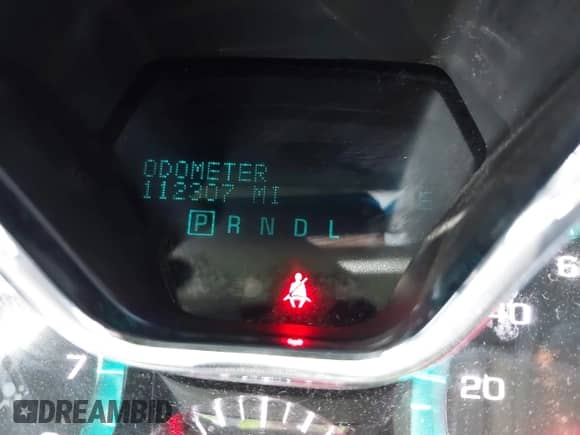 ODOMETER
112307 MI
E
P R N D L
6
40
7
20
DREAMBID